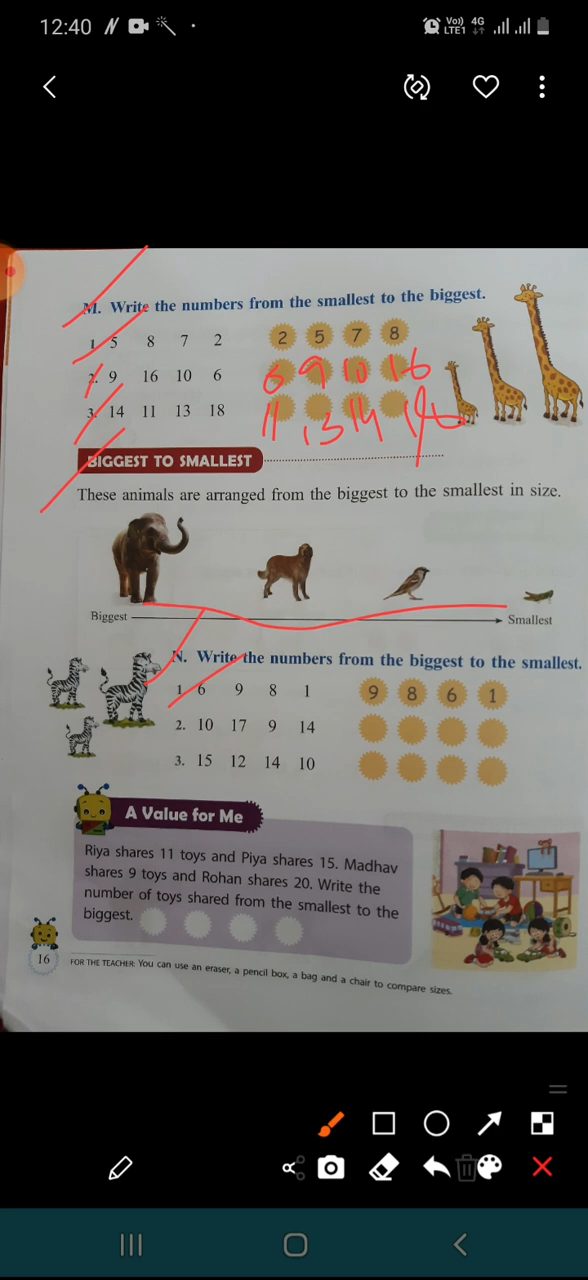 12:40
Vo)) 4G
LTE1
M. Write the numbers from the smallest to the biggest.
1. 5 8 7 2 2 5 7 8
2. 9 16 10 6 6 9 10 16
3. 14 11 13 18 11 13 14 18
BIGGEST TO SMALLEST
These animals are arranged from the biggest to the smallest in size.
Biggest Smallest
N. Write the numbers from the biggest to the smallest.
1. 6 9 8 1 9 8 6 1
2. 10 17 9 14
3. 15 12 14 10
A Value for Me
Riya shares 11 toys and Piya shares 15. Madhav
shares 9 toys and Rohan shares 20. Write the
number of toys shared from the smallest to the
biggest.
16
FOR THE TEACHER: You can use an eraser, a pencil box, a bag and a chair to compare sizes.